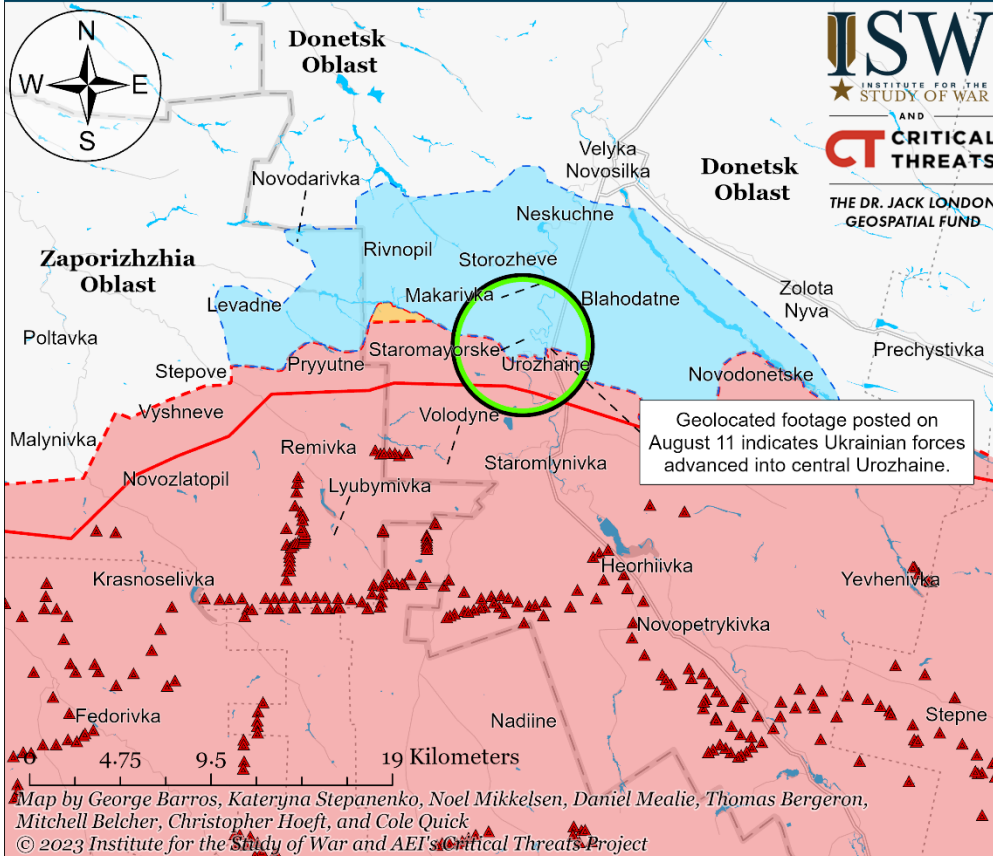 N
W
E
S
Donetsk
Oblast
ISW
INSTITUTE FOR THE
STUDY OF WAR
AND
CT CRITICAL
THREATS
THE DR. JACK LONDON
GEOSPATIAL FUND
Velyka
Novosilka
Donetsk
Oblast
Novodarivka
Neskuchne
Rivnopil
Storozheve
Zaporizhzhia
Oblast
Makarivka
Blahodatne
Levadne
Zolota
Nyva
Poltavka
Staromayorske
Prechystivka
Pryyutne
Urozhaine
Stepove
Novodonetske
Vyshneve
Volodyne
Geolocated footage posted on
August 11 indicates Ukrainian forces
advanced into central Urozhaine.
Malynivka
Remivka
Staromlynivka
Novozlatopil
Lyubymivka
Heorhiivka
Krasnoselivka
Yevhenivka
Novopetrykivka
Fedorivka
Nadiine
Stepne
0 4.75 9.5 19 Kilometers
Map by George Barros, Kateryna Stepanenko, Noel Mikkelsen, Daniel Mealie, Thomas Bergeron,
Mitchell Belcher, Christopher Hoeft, and Cole Quick
© 2023 Institute for the Study of War and AEI's Critical Threats Project